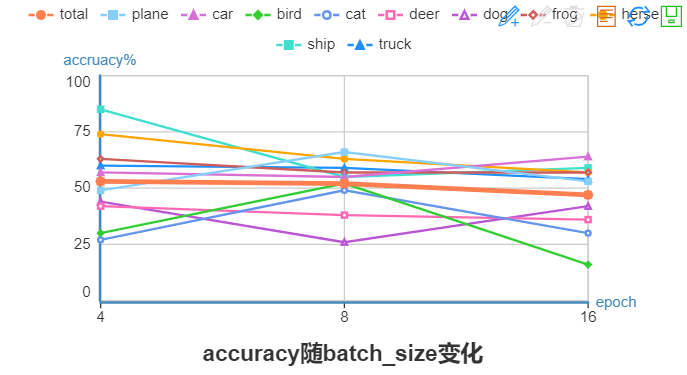 total plane car bird cat deer dog frog herse
ship truck
accruacy%
100
75
50
25
0
4 8 16
epoch
accuracy随batch_size变化